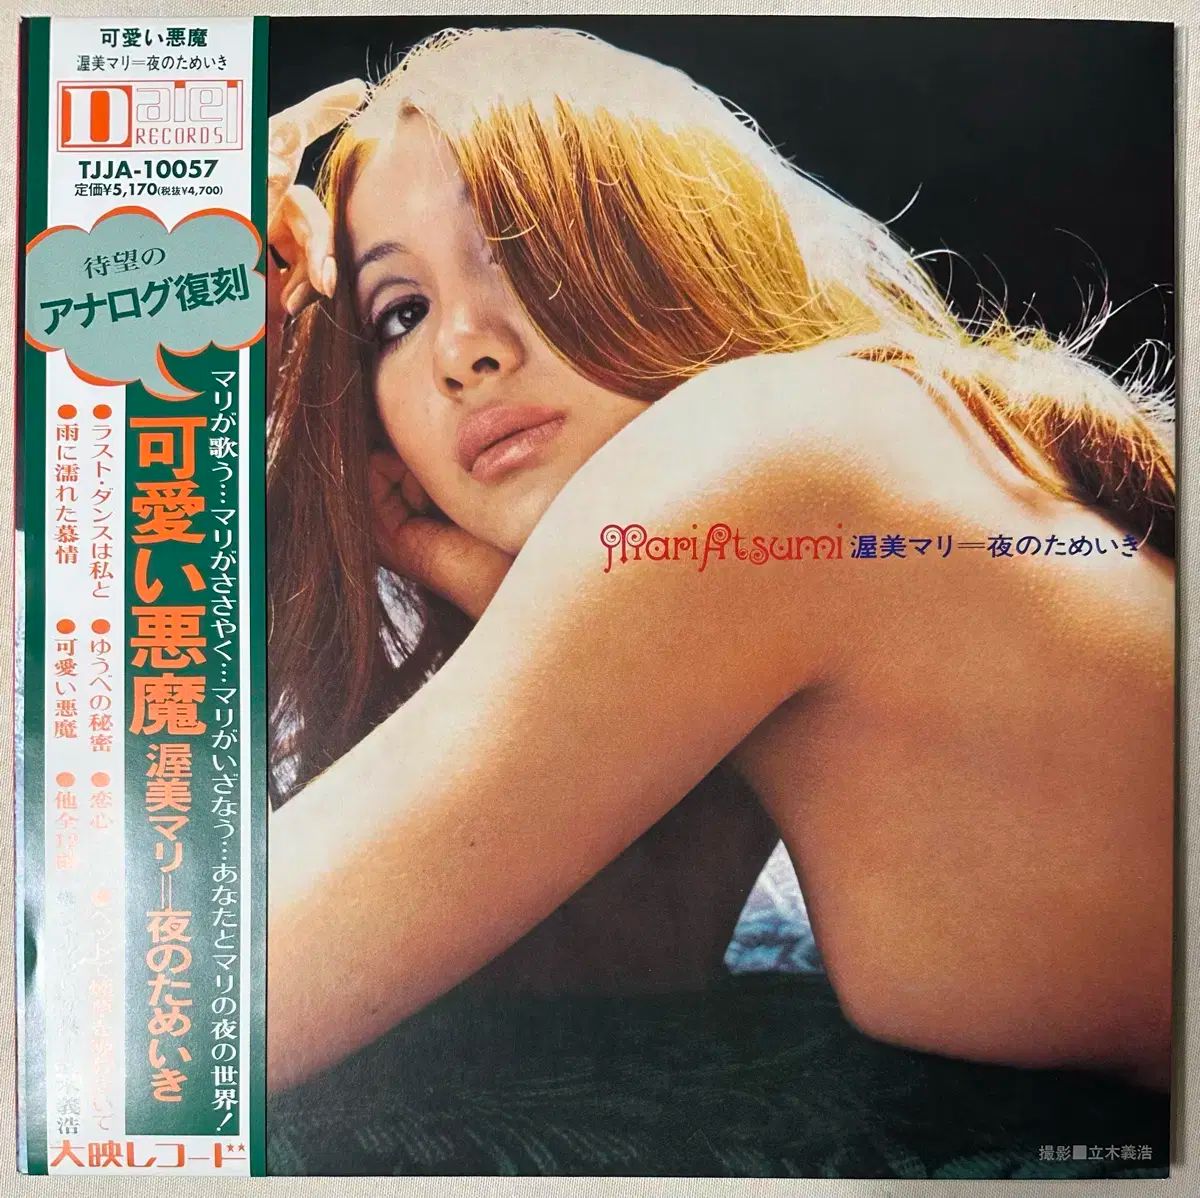 可愛い悪魔
渥美マリ=夜のためいき
Daiei
RECORDS
TJJA-10057
定価¥5,170(税抜¥4,700)
待望の
アナログ復刻
マリが歌う…マリがささやく…マリがいざなう…あなたとマリの夜の世界!
可愛い悪魔
渥美マリ=夜のためいき
●ラスト・ダンスは私と
●ゆうべの秘密
●恋心
●雨に濡れた慕情
●可愛い悪魔
●他全12曲
義浩
大映レコード
Mari Atsumi 渥美マリ=夜のためいき
撮影■立木義浩